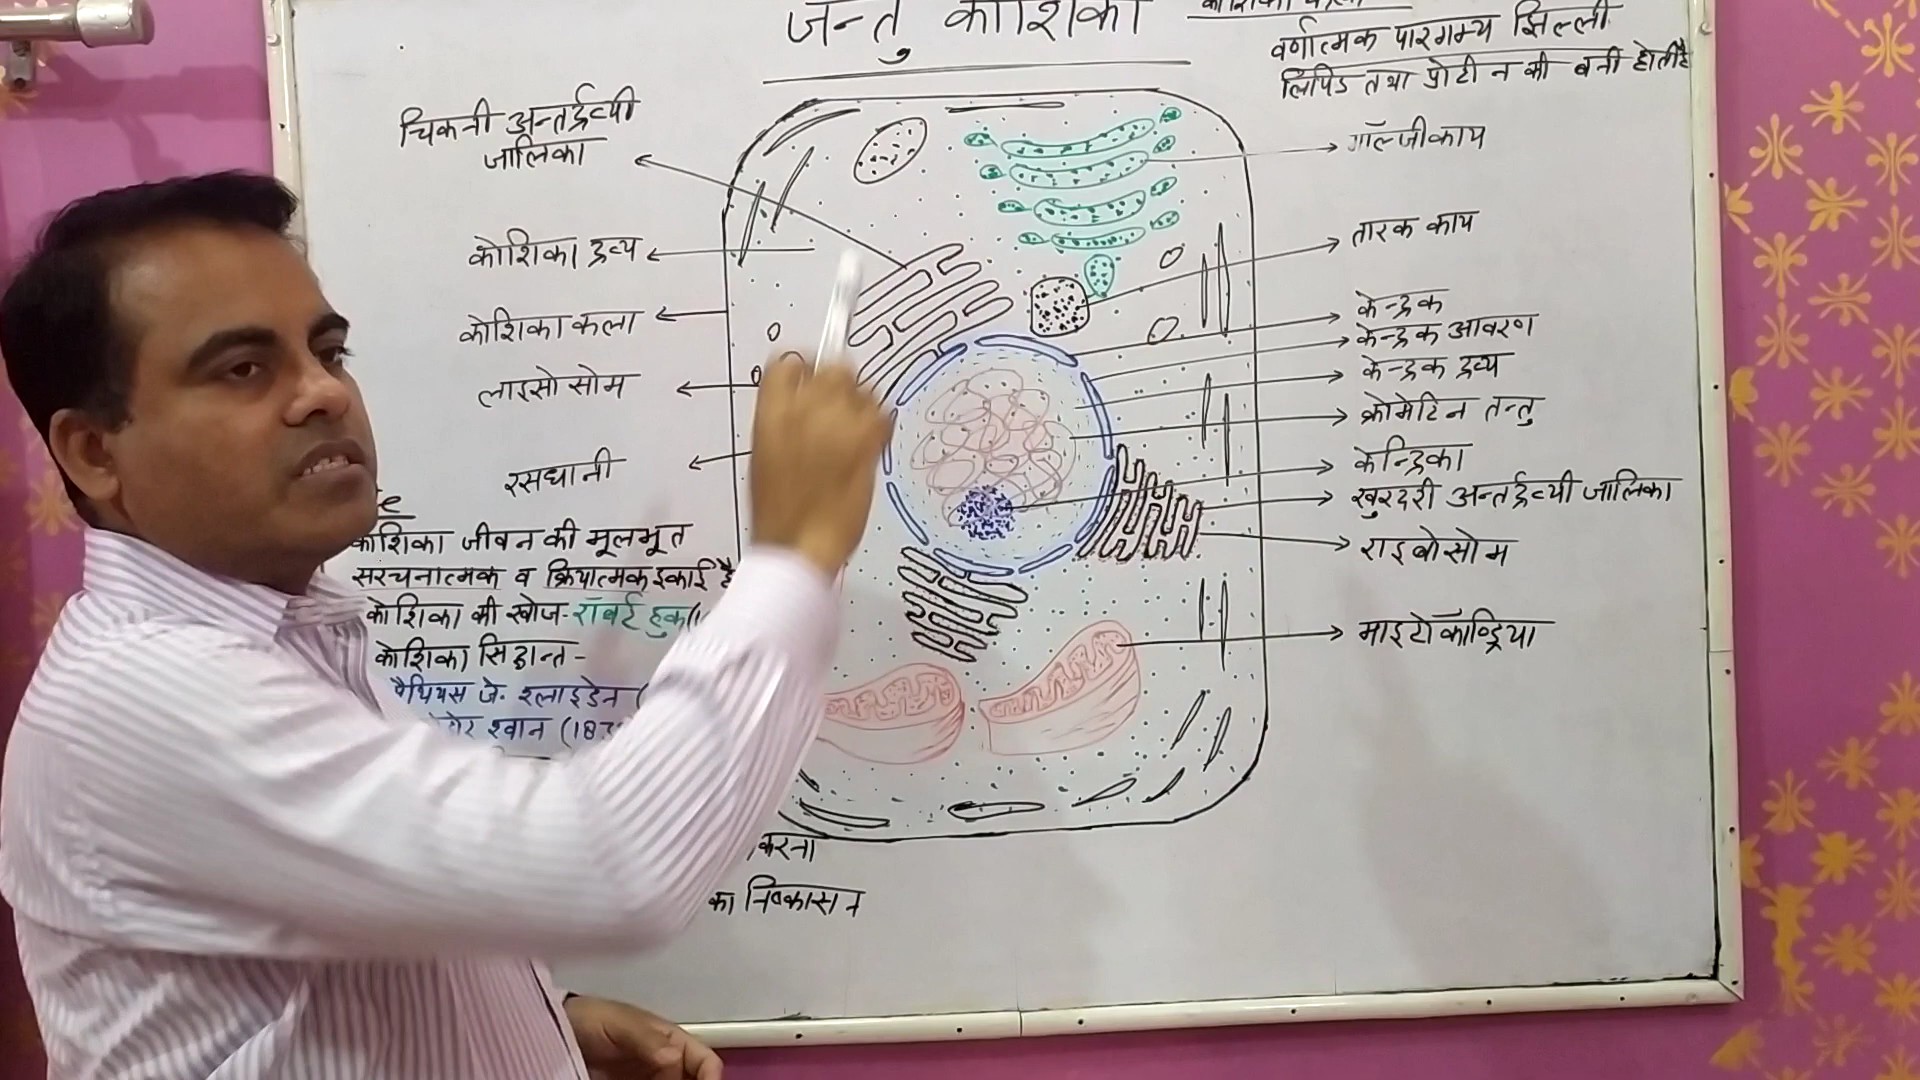 जन्तु कोशिका
वर्णात्मक पारगम्य झिल्ली
लिपिड तथा प्रोटीन की बनी होती है
चिकनी अन्तर्द्रव्यी
जालिका
कोशिका द्रव्य
कोशिका कला
लाइसोसोम
रसधानी
गॉल्जीकाय
तारक काय
केन्द्रक
केन्द्रक आवरण
केन्द्रक द्रव्य
क्रोमेटिन तन्तु
केन्द्रिका
खुरदरी अन्तर्द्रव्यी जालिका
राइबोसोम
माइटोकॉण्ड्रिया
कोशिका जीवन की मूलभूत
संरचनात्मक व क्रियात्मक इकाई है
कोशिका की खोज- रॉबर्ट हुक
कोशिका सिद्धान्त-
जे. श्लाइडेन
श्वान
करना
का निष्कासन